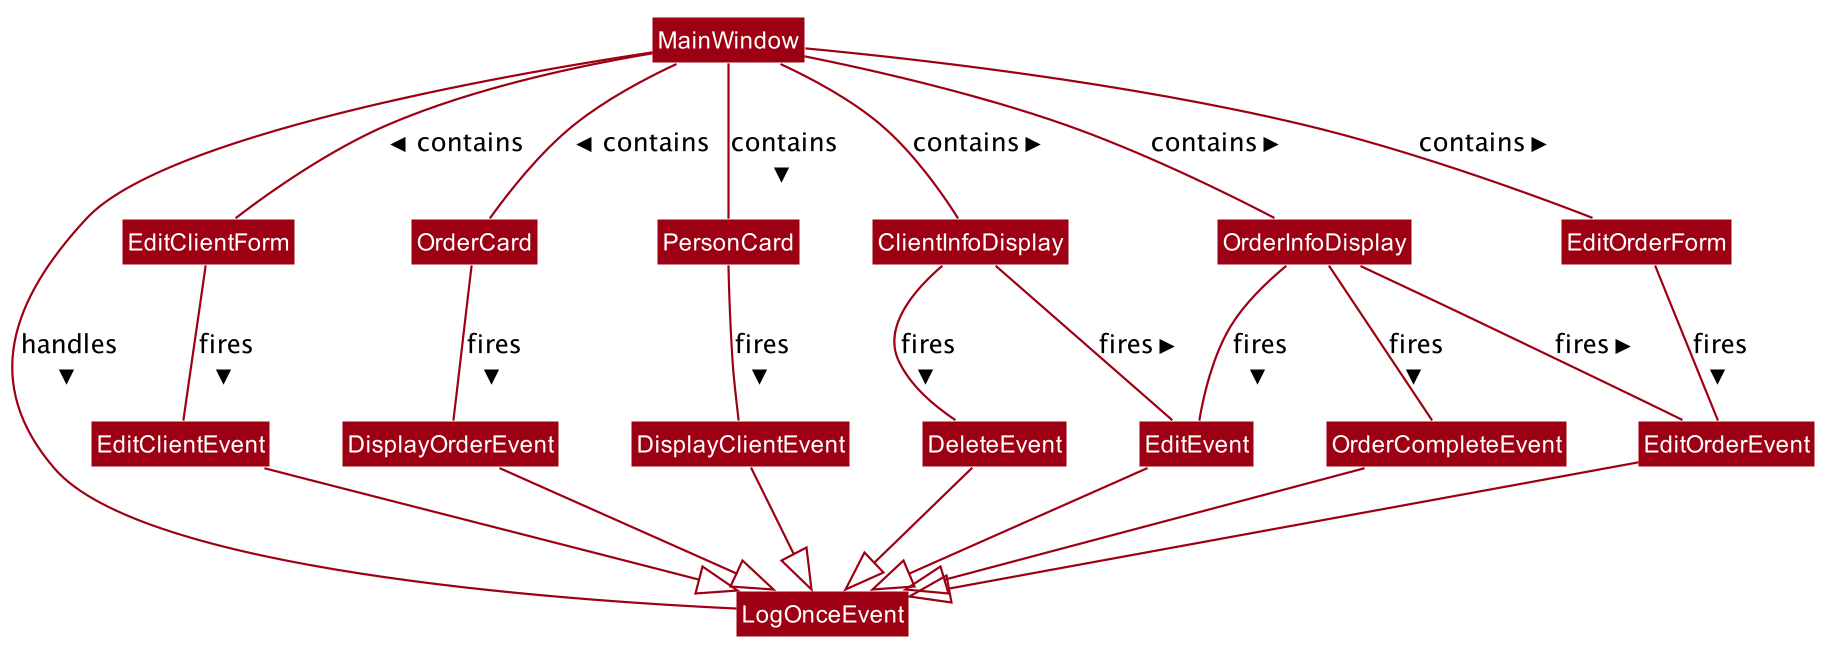 MainWindow
◄ contains
◄ contains
contains
▼
contains ►
contains ►
contains ►
EditClientForm
OrderCard
PersonCard
ClientInfoDisplay
OrderInfoDisplay
EditOrderForm
handles
▼
fires
▼
fires
▼
fires
▼
fires
▼
fires ►
fires
▼
fires
▼
fires ►
fires
▼
EditClientEvent
DisplayOrderEvent
DisplayClientEvent
DeleteEvent
EditEvent
OrderCompleteEvent
EditOrderEvent
LogOnceEvent